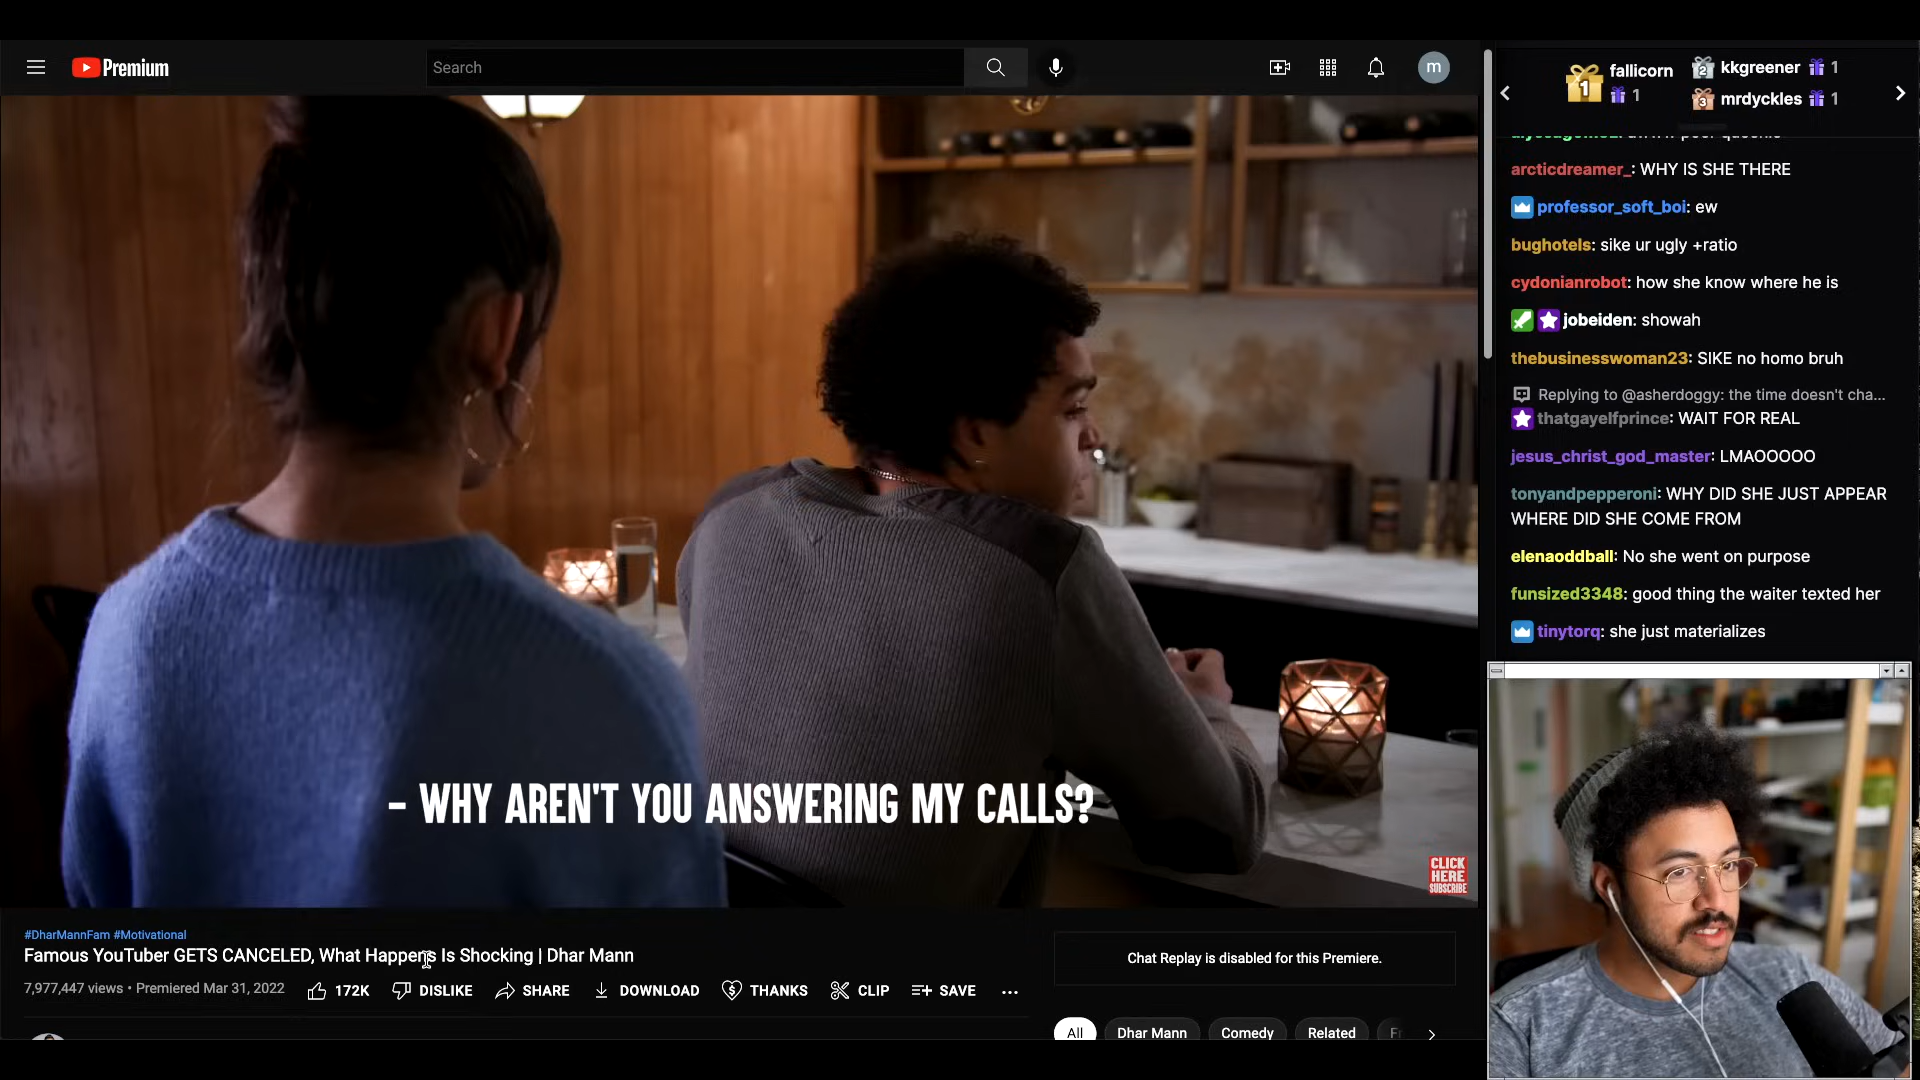 Premium
Search
m
1
fallicorn
1
2
kkgreener
1
3
mrdyckles
1
arcticdreamer_: WHY IS SHE THERE
professor_soft_boi: ew
bughotels: sike ur ugly +ratio
cydonianrobot: how she know where he is
jobeiden: showah
thebusinesswoman23: SIKE no homo bruh
Replying to @asherdoggy: the time doesn't cha...
thatgayelfprince: WAIT FOR REAL
jesus_christ_god_master: LMAOOOOO
tonyandpepperoni: WHY DID SHE JUST APPEAR
WHERE DID SHE COME FROM
elenaoddball: No she went on purpose
funsized3348: good thing the waiter texted her
tinytorq: she just materializes
- WHY AREN'T YOU ANSWERING MY CALLS?
CLICK
HERE
SUBSCRIBE
#DharMannFam #Motivational
Famous YouTuber GETS CANCELED, What Happens Is Shocking | Dhar Mann
7,977,447 views • Premiered Mar 31, 2022
172K
DISLIKE
SHARE
DOWNLOAD
THANKS
CLIP
SAVE
Chat Replay is disabled for this Premiere.
All
Dhar Mann
Comedy
Related